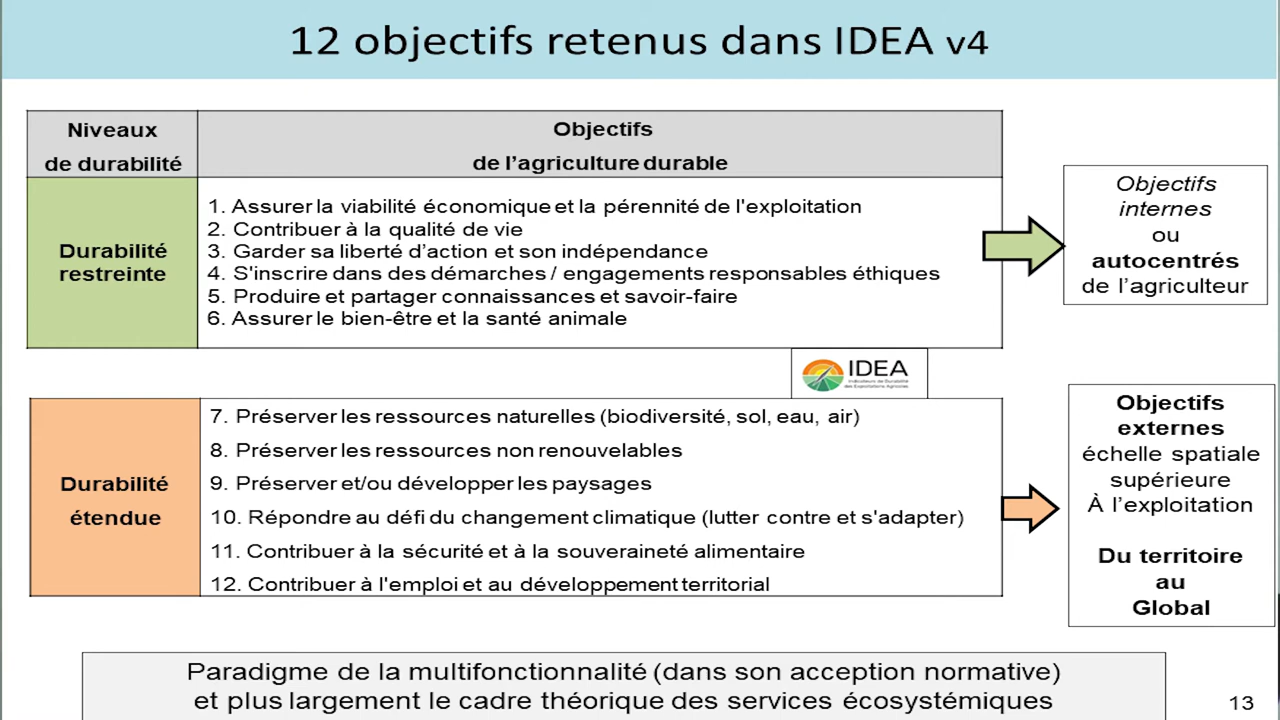 12 objectifs retenus dans IDEA v4
Niveaux
de durabilité
Objectifs
de l'agriculture durable
Durabilité
restreinte
1. Assurer la viabilité économique et la pérennité de l'exploitation
2. Contribuer à la qualité de vie
3. Garder sa liberté d'action et son indépendance
4. S'inscrire dans des démarches / engagements responsables éthiques
5. Produire et partager connaissances et savoir-faire
6. Assurer le bien-être et la santé animale
Objectifs
internes
ou
autocentrés
de l'agriculteur
IDEA
Indicateurs de Durabilité
des Exploitations Agricoles
Durabilité
étendue
7. Préserver les ressources naturelles (biodiversité, sol, eau, air)
8. Préserver les ressources non renouvelables
9. Préserver et/ou développer les paysages
10. Répondre au défi du changement climatique (lutter contre et s'adapter)
11. Contribuer à la sécurité et à la souveraineté alimentaire
12. Contribuer à l'emploi et au développement territorial
Objectifs
externes
échelle spatiale
supérieure
À l'exploitation
Du territoire
au
Global
Paradigme de la multifonctionnalité (dans son acception normative)
et plus largement le cadre théorique des services écosystémiques
13